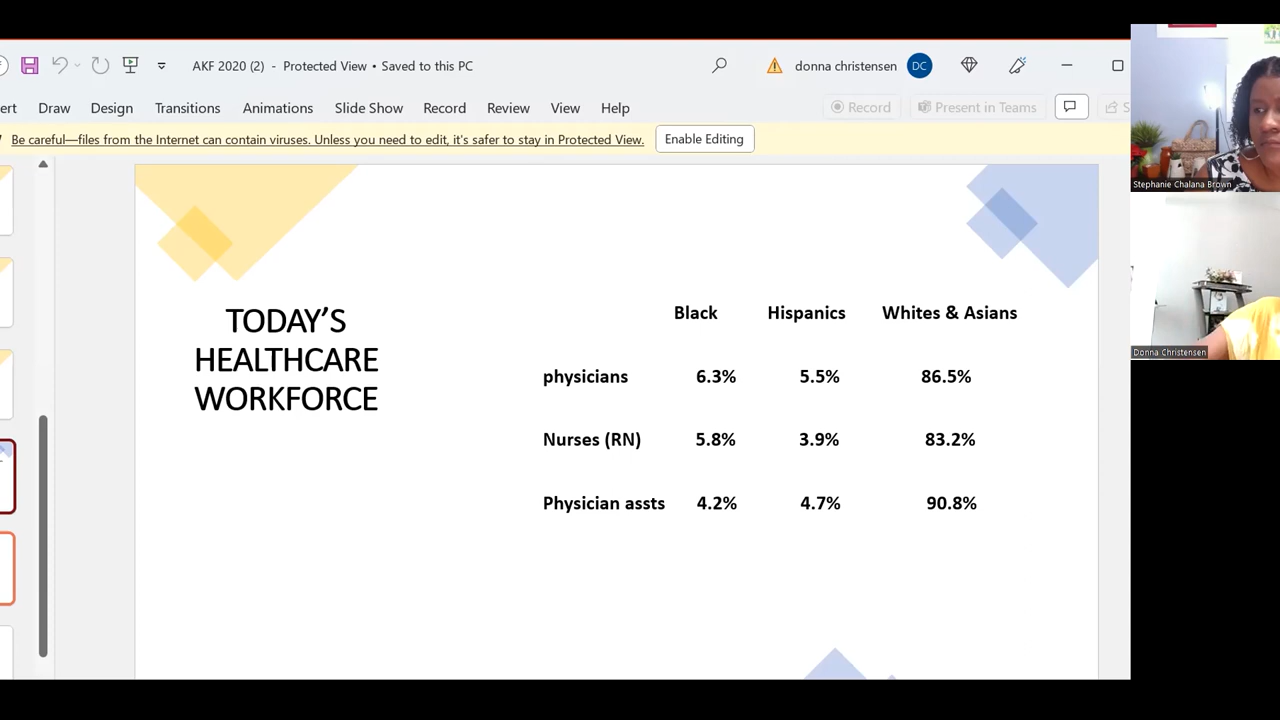 AKF 2020 (2) - Protected View • Saved to this PC
donna christensen
DC
ert Draw Design Transitions Animations Slide Show Record Review View Help
Record
Present in Teams
S
Be careful—files from the Internet can contain viruses. Unless you need to edit, it's safer to stay in Protected View.
Enable Editing
TODAY'S
HEALTHCARE
WORKFORCE
Black Hispanics Whites & Asians
physicians 6.3% 5.5% 86.5%
Nurses (RN) 5.8% 3.9% 83.2%
Physician assts 4.2% 4.7% 90.8%
Stephanie Chalana Brown
Donna Christensen